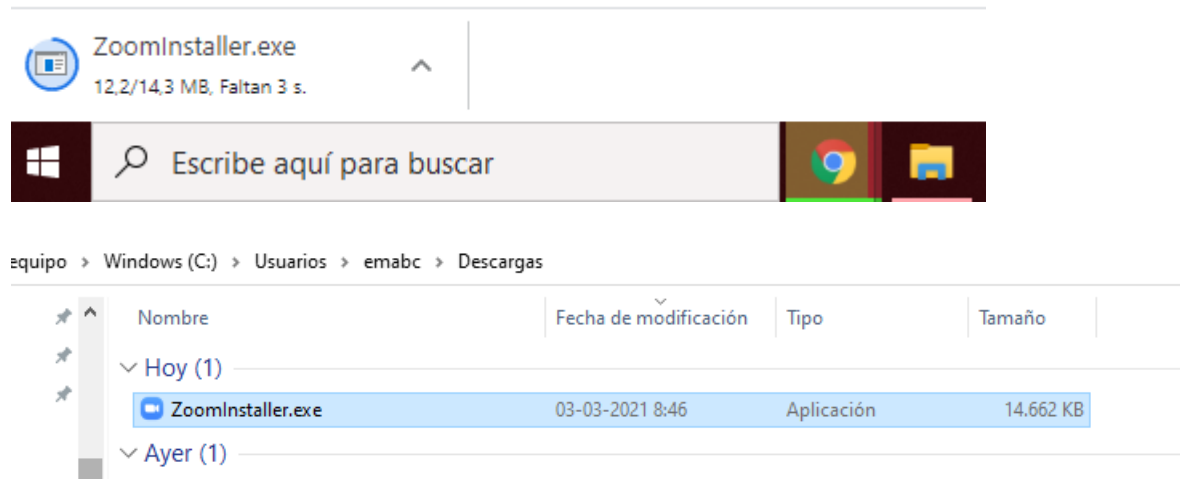 ZoomInstaller.exe
12,2/14,3 MB, Faltan 3 s.
Escribe aquí para buscar
equipo > Windows (C:) > Usuarios > emabc > Descargas
Nombre Fecha de modificación Tipo Tamaño
Hoy (1)
ZoomInstaller.exe 03-03-2021 8:46 Aplicación 14.662 KB
Ayer (1)